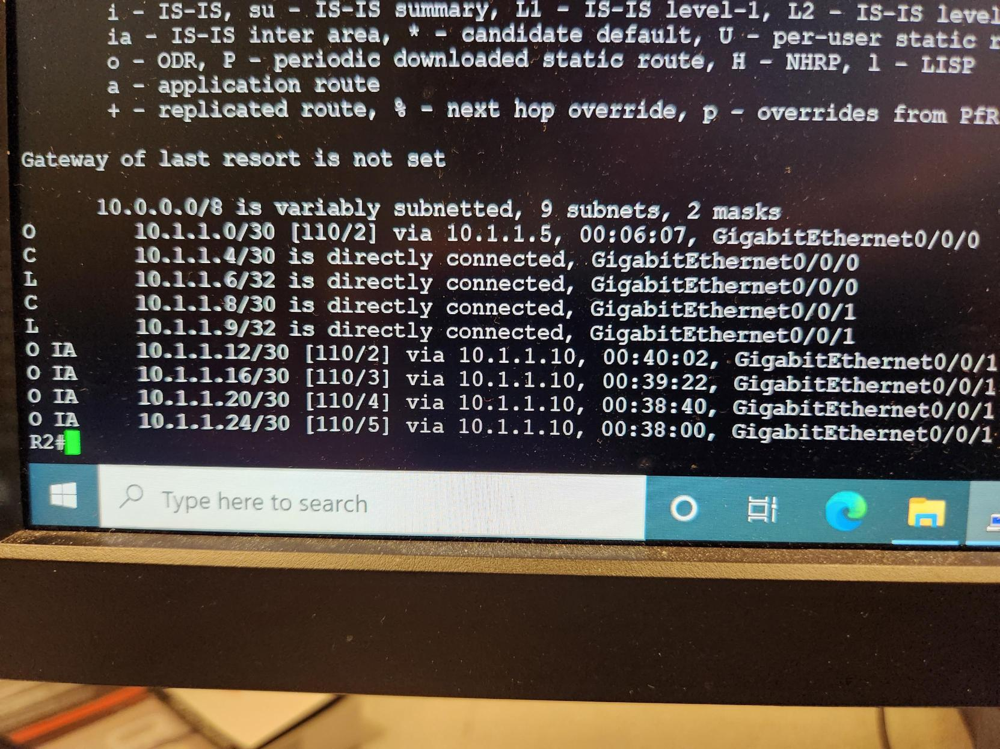 i - IS-IS, su - IS-IS summary, L1 - IS-IS level-1, L2 - IS-IS level
ia - IS-IS inter area, * - candidate default, U - per-user static r
o - ODR, P - periodic downloaded static route, H - NHRP, l - LISP
a - application route
+ - replicated route, % - next hop override, p - overrides from PfR
Gateway of last resort is not set
10.0.0.0/8 is variably subnetted, 9 subnets, 2 masks
O 10.1.1.0/30 [110/2] via 10.1.1.5, 00:06:07, GigabitEthernet0/0/0
C 10.1.1.4/30 is directly connected, GigabitEthernet0/0/0
L 10.1.1.6/32 is directly connected, GigabitEthernet0/0/0
C 10.1.1.8/30 is directly connected, GigabitEthernet0/0/1
L 10.1.1.9/32 is directly connected, GigabitEthernet0/0/1
O IA 10.1.1.12/30 [110/2] via 10.1.1.10, 00:40:02, GigabitEthernet0/0/1
O IA 10.1.1.16/30 [110/3] via 10.1.1.10, 00:39:22, GigabitEthernet0/0/1
O IA 10.1.1.20/30 [110/4] via 10.1.1.10, 00:38:40, GigabitEthernet0/0/1
O IA 10.1.1.24/30 [110/5] via 10.1.1.10, 00:38:00, GigabitEthernet0/0/1
R2#
Type here to search